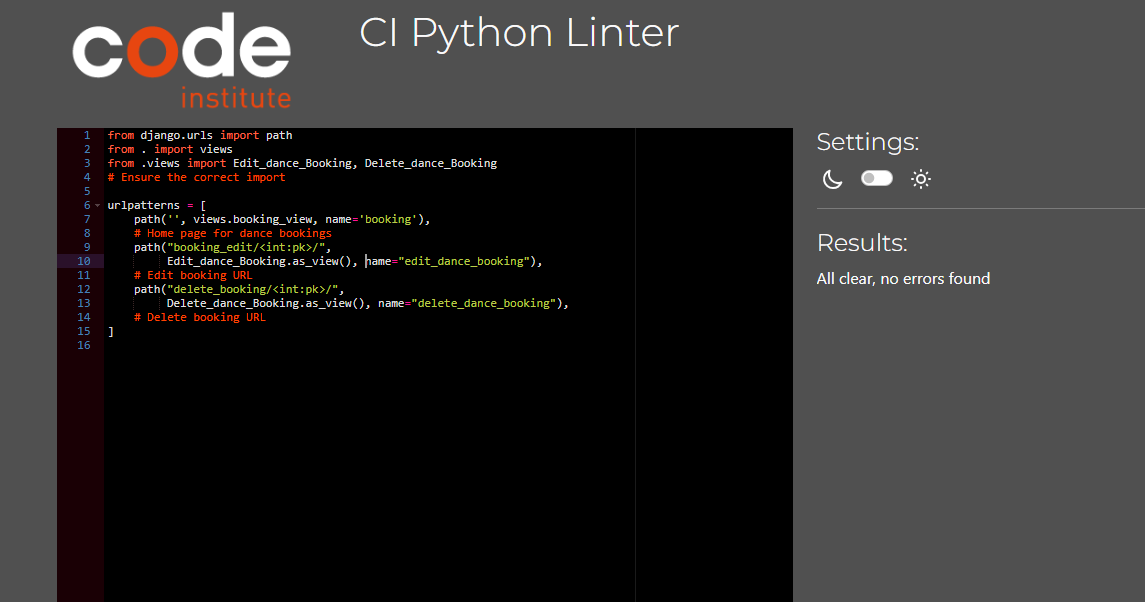 code
institute
CI Python Linter
1 from django.urls import path
2 from . import views
3 from .views import Edit_dance_Booking, Delete_dance_Booking
4 # Ensure the correct import
5
6 urlpatterns = [
7     path('', views.booking_view, name='booking'),
8     # Home page for dance bookings
9     path("booking_edit/<int:pk>/",
10          Edit_dance_Booking.as_view(), name="edit_dance_booking"),
11     # Edit booking URL
12     path("delete_booking/<int:pk>/",
13          Delete_dance_Booking.as_view(), name="delete_dance_booking"),
14     # Delete booking URL
15 ]
16
Settings:
Results:
All clear, no errors found